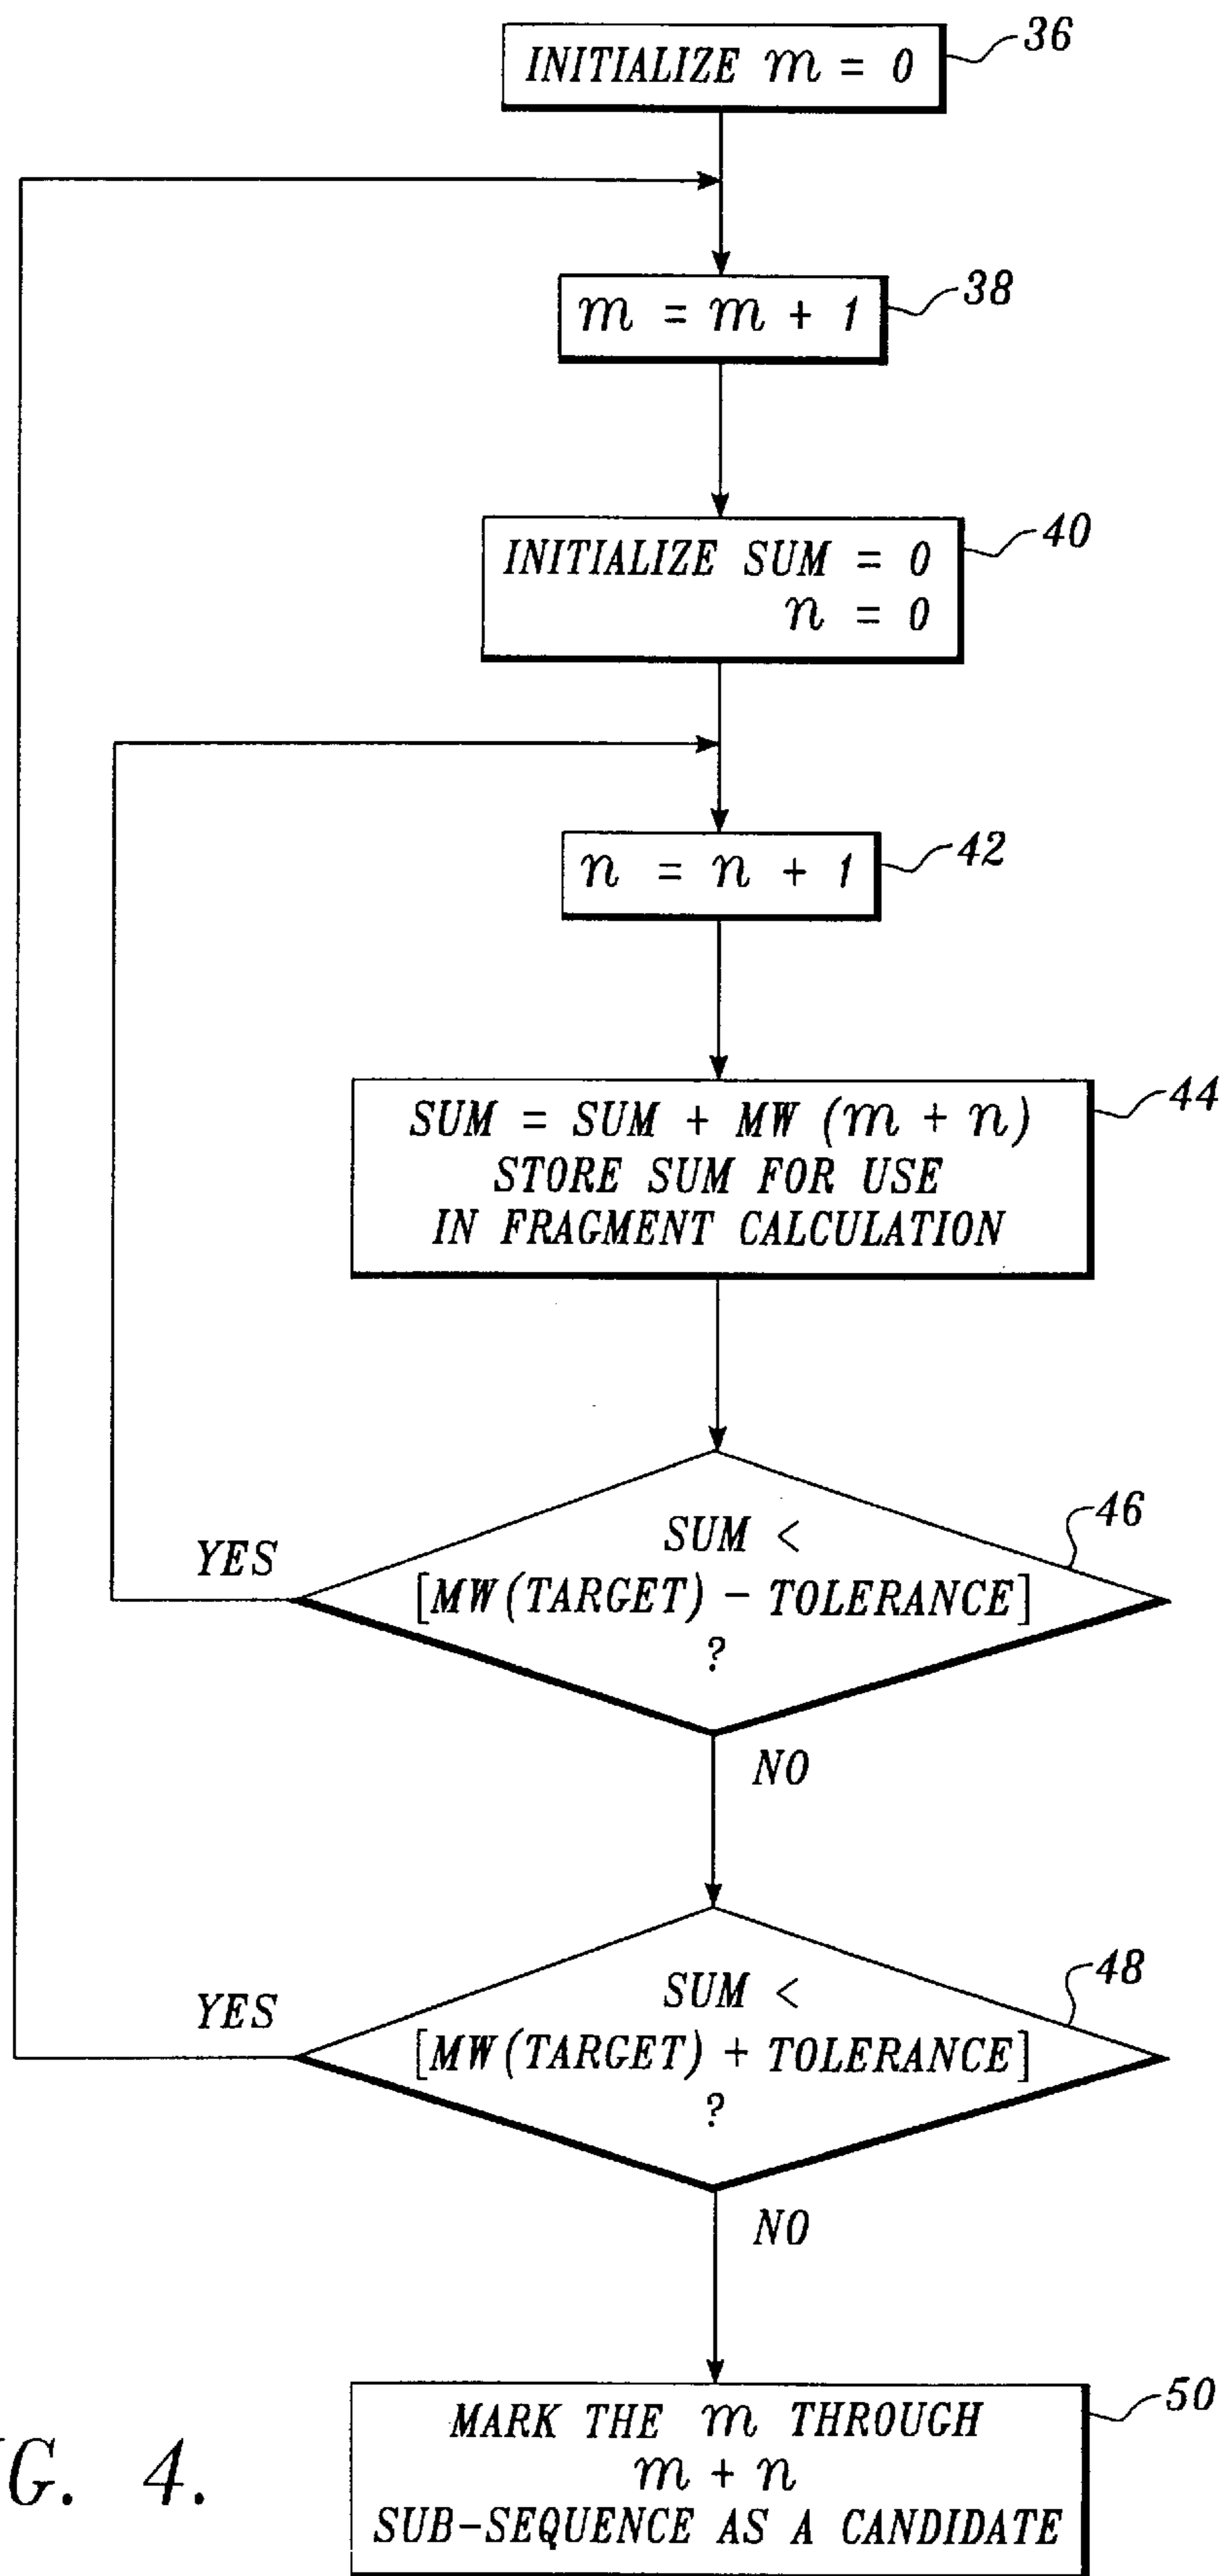 INITIALIZE m = 0
36
m = m + 1
38
INITIALIZE SUM = 0
n = 0
40
n = n + 1
42
SUM = SUM + MW (m + n)
STORE SUM FOR USE
IN FRAGMENT CALCULATION
44
SUM <
[MW(TARGET) - TOLERANCE]
?
46
YES
NO
SUM <
[MW(TARGET) + TOLERANCE]
?
48
YES
NO
MARK THE m THROUGH
m + n
SUB-SEQUENCE AS A CANDIDATE
50
G. 4.